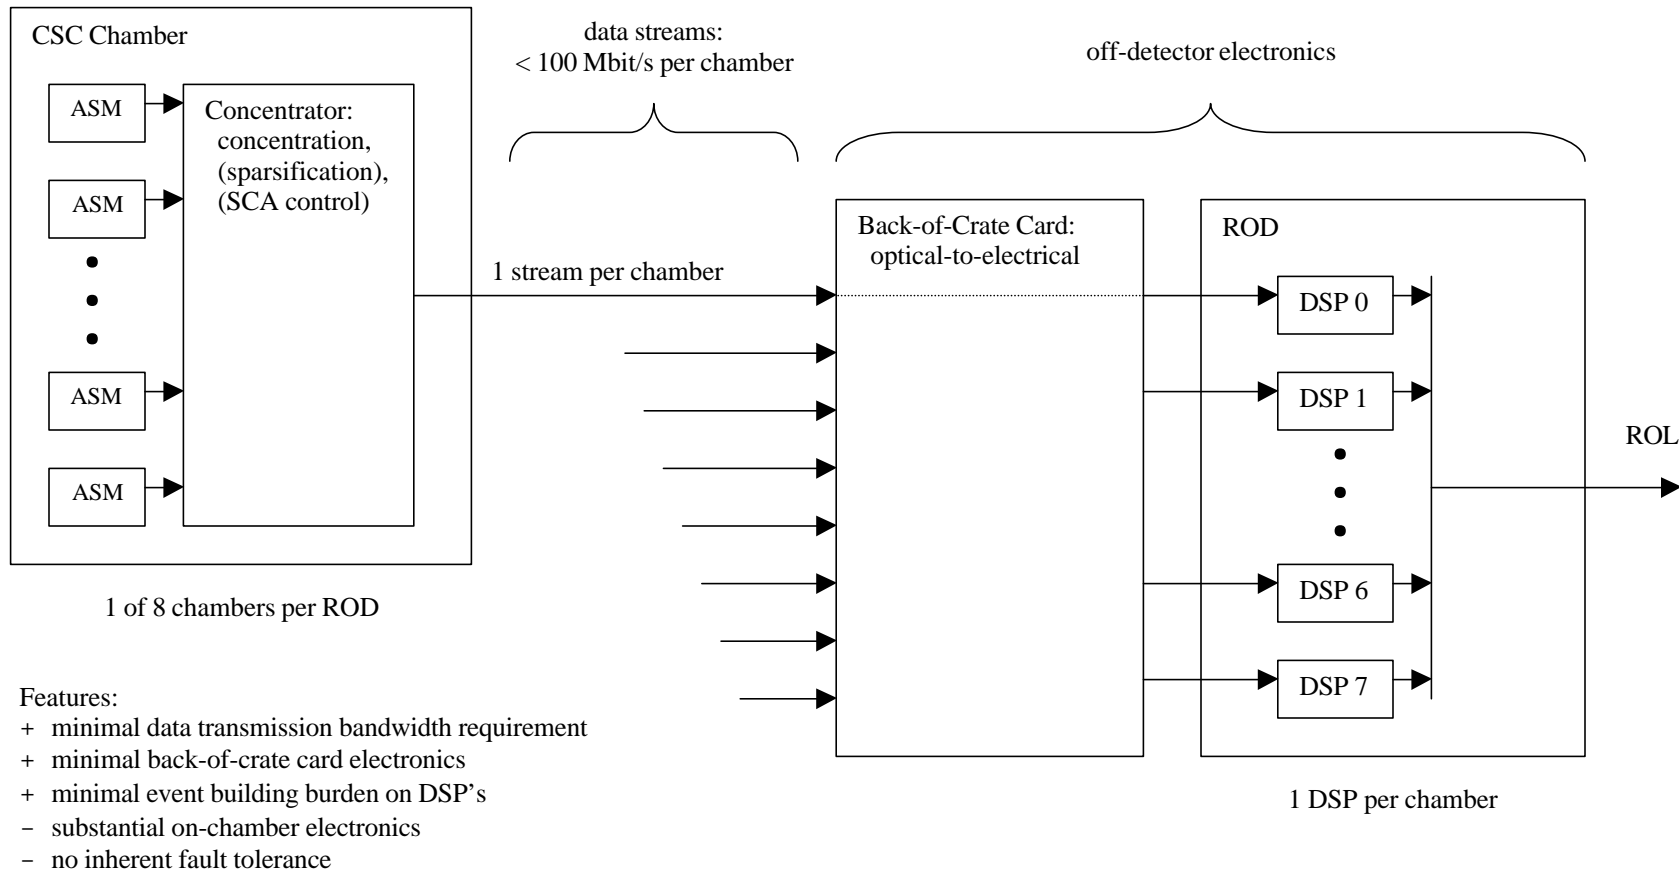 CSC Chamber
ASM
ASM
ASM
ASM
Concentrator:
concentration,
(sparsification),
(SCA control)
1 of 8 chambers per ROD
data streams:
< 100 Mbit/s per chamber
1 stream per chamber
off-detector electronics
Back-of-Crate Card:
optical-to-electrical
ROD
DSP 0
DSP 1
DSP 6
DSP 7
ROL
1 DSP per chamber
Features:
+ minimal data transmission bandwidth requirement
+ minimal back-of-crate card electronics
+ minimal event building burden on DSP's
– substantial on-chamber electronics
– no inherent fault tolerance